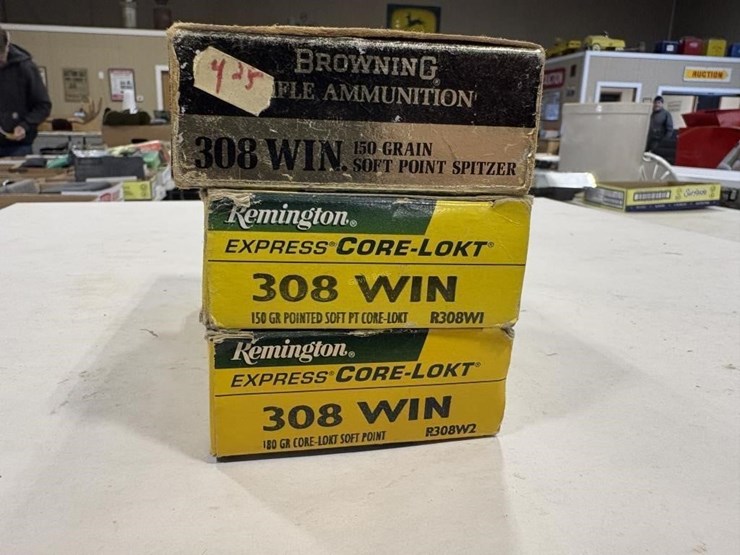 4 25
BROWNING
FLE AMMUNITION
308 WIN. 150 GRAIN
SOFT POINT SPITZER
Remington®
EXPRESS® CORE-LOKT®
308 WIN
150 GR POINTED SOFT PT CORE-LOKT R308W1
Remington®
EXPRESS® CORE-LOKT®
308 WIN
180 GR CORE-LOKT SOFT POINT R308W2
AUCTION